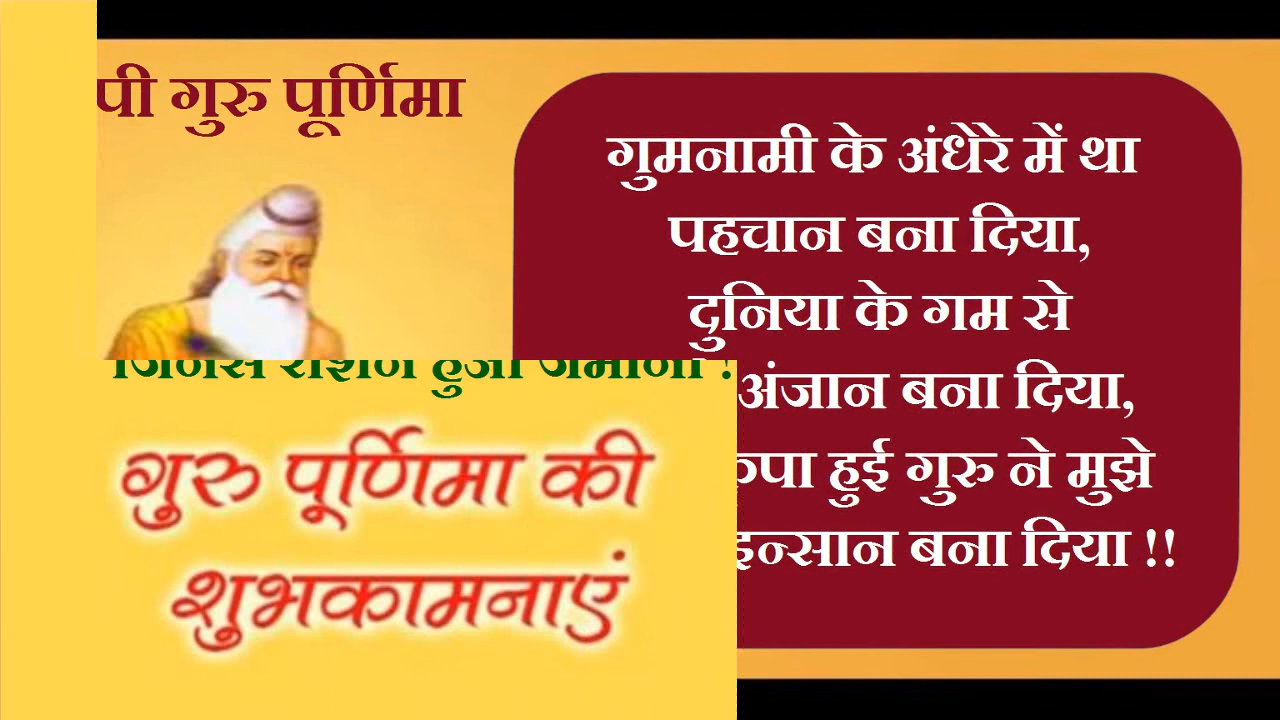 पी गुरु पूर्णिमा
गुमनामी के अंधेरे में था
पहचान बना दिया,
दुनिया के गम से
अंजान बना दिया,
हुई गुरु ने मुझे
इन्सान बना दिया !!
हुआ !
गुरु पूर्णिमा की
शुभकामनाएं